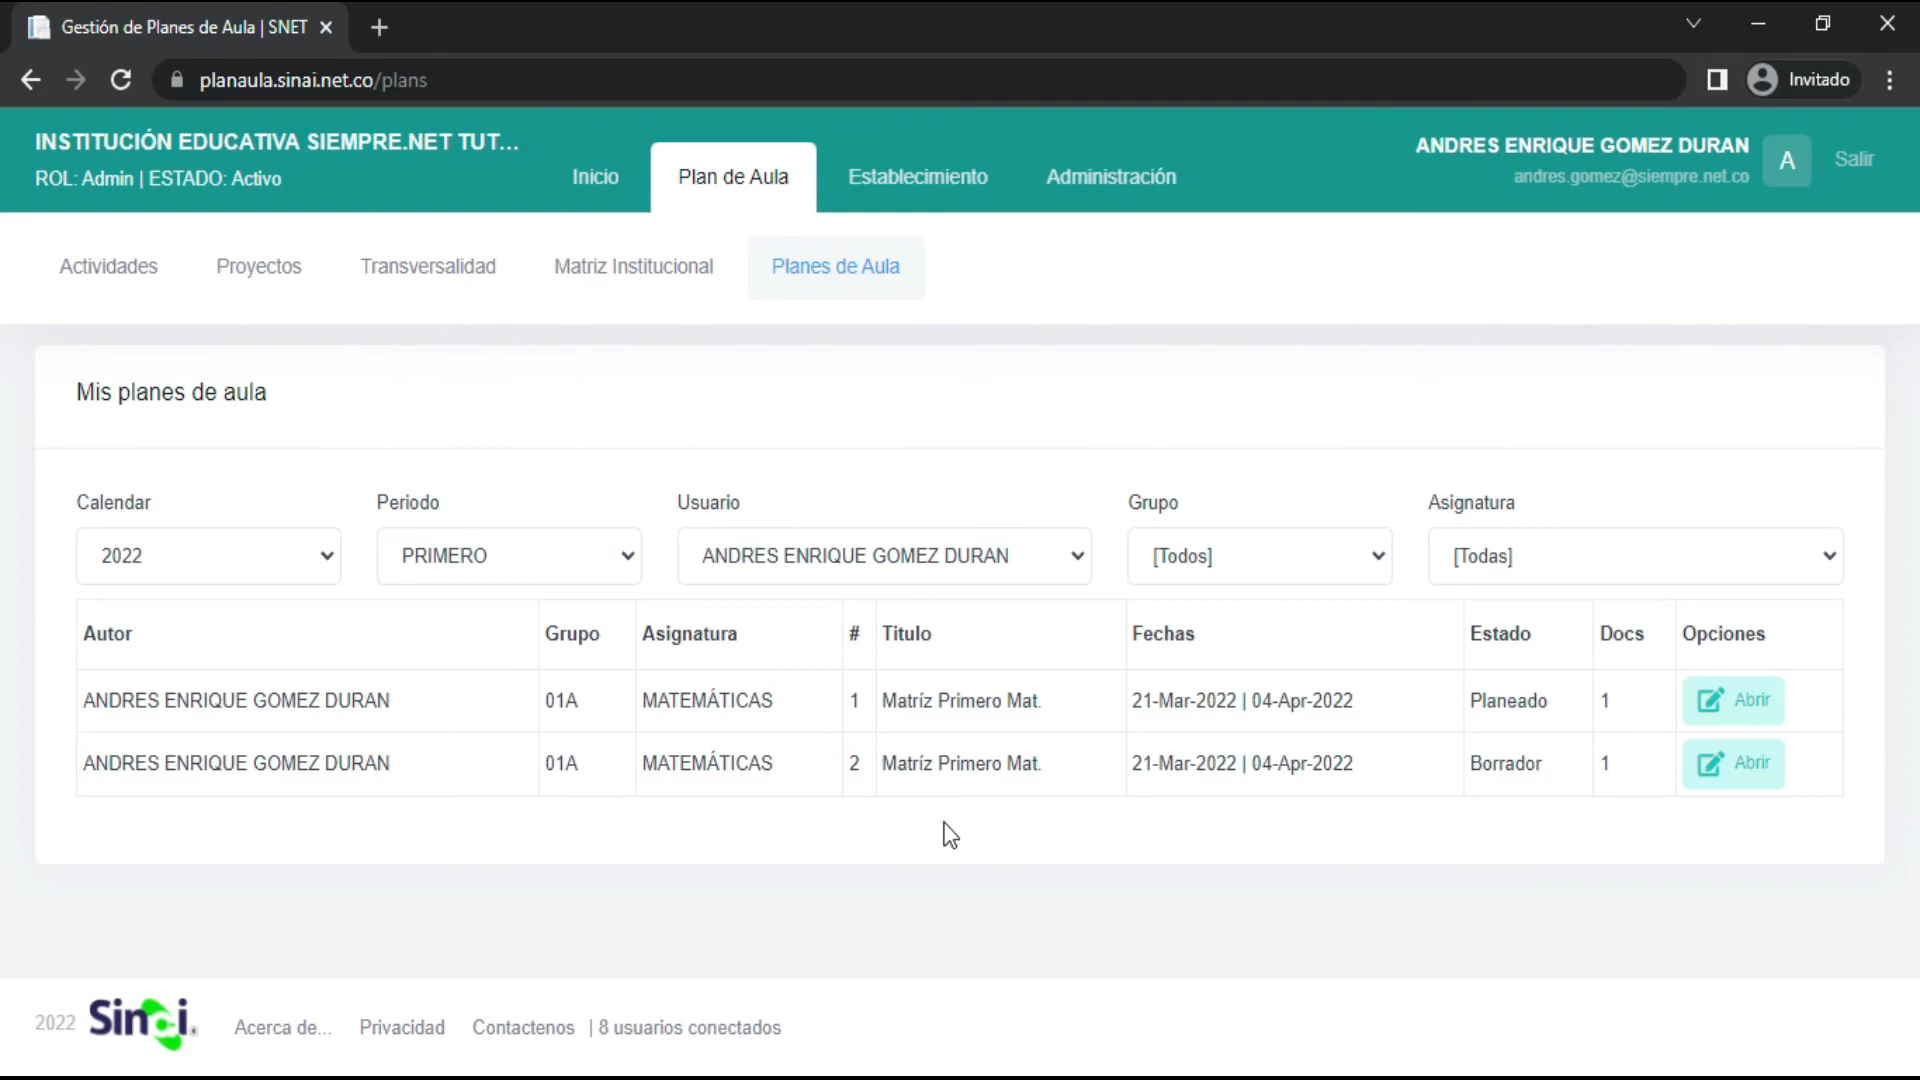 Gestión de Planes de Aula | SNET
planaula.sinai.net.co/plans
Invitado
INSTITUCIÓN EDUCATIVA SIEMPRE.NET TUT...
ROL: Admin | ESTADO: Activo
Inicio
Plan de Aula
Establecimiento
Administración
ANDRES ENRIQUE GOMEZ DURAN
andres.gomez@siempre.net.co
A
Salir
Actividades
Proyectos
Transversalidad
Matriz Institucional
Planes de Aula
Mis planes de aula
Calendar
Periodo
Usuario
Grupo
Asignatura
2022
PRIMERO
ANDRES ENRIQUE GOMEZ DURAN
[Todos]
[Todas]
Autor Grupo Asignatura # Titulo Fechas Estado Docs Opciones
ANDRES ENRIQUE GOMEZ DURAN 01A MATEMÁTICAS 1 Matríz Primero Mat. 21-Mar-2022 | 04-Apr-2022 Planeado 1 Abrir
ANDRES ENRIQUE GOMEZ DURAN 01A MATEMÁTICAS 2 Matríz Primero Mat. 21-Mar-2022 | 04-Apr-2022 Borrador 1 Abrir
2022 Sinai. Acerca de... Privacidad Contactenos | 8 usuarios conectados